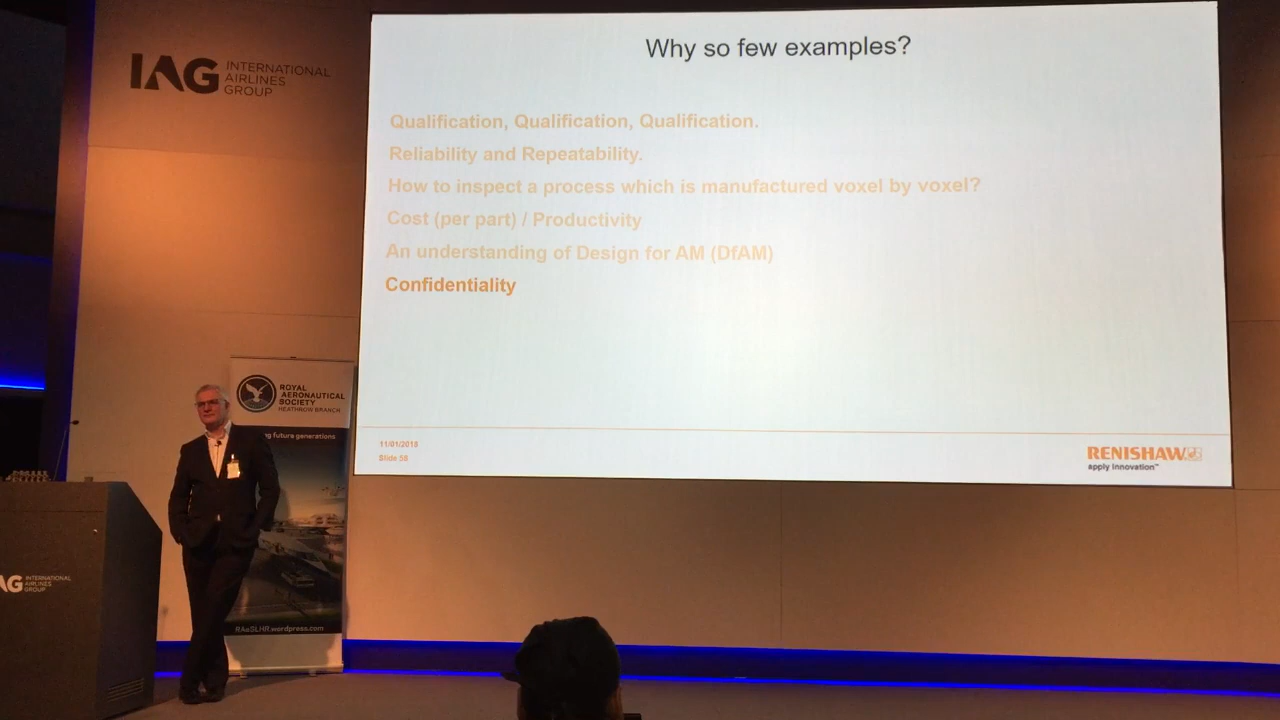 IAG INTERNATIONAL
AIRLINES
GROUP
Why so few examples?
Qualification, Qualification, Qualification.
Reliability and Repeatability.
How to inspect a process which is manufactured voxel by voxel?
Cost (per part) / Productivity
An understanding of Design for AM (DfAM)
Confidentiality
11/01/2018
Slide 58
RENISHAW
apply innovation™
ROYAL
AERONAUTICAL
SOCIETY
HEATHROW BRANCH
future generations
RAeSLHR.wordpress.com
AG INTERNATIONAL
AIRLINES
GROUP